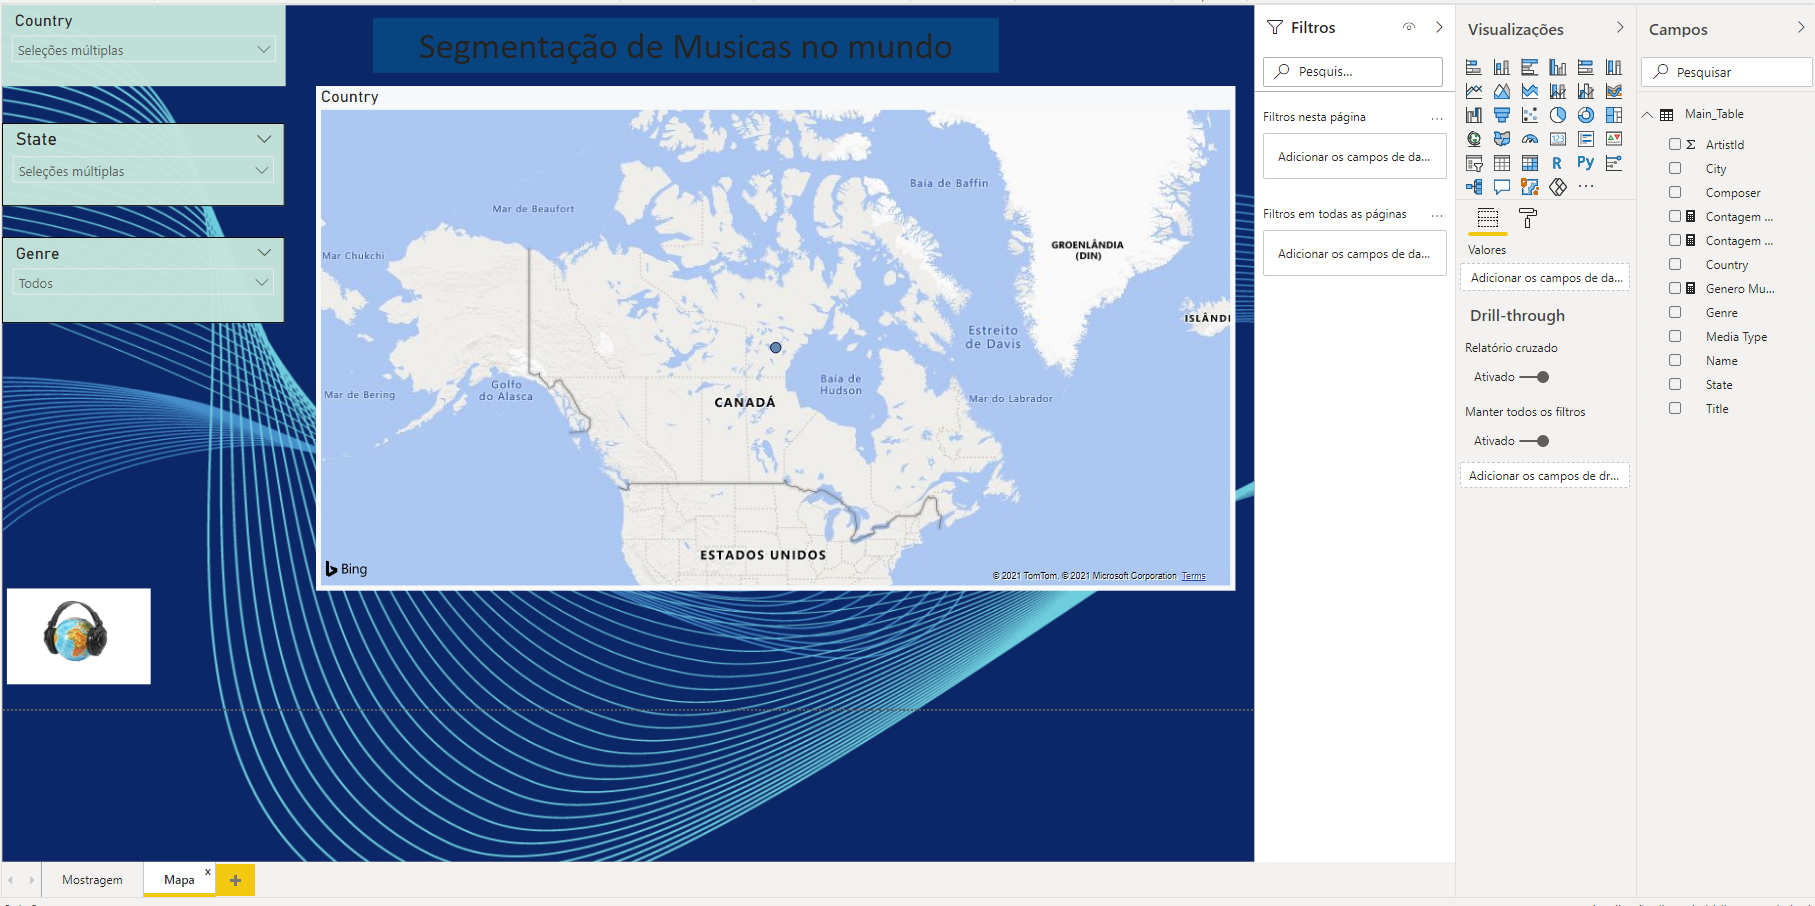 Country
Seleções múltiplas
State
Seleções múltiplas
Genre
Todos
Segmentação de Musicas no mundo
Country
Baía de Baffin
Mar de Beaufort
GROENLÂNDIA
(DIN)
Mar Chukchi
ISLÂNDI
Estreito
de Davis
Baía de
Hudson
Golfo
do Alasca
Mar de Bering
Mar do Labrador
CANADÁ
ESTADOS UNIDOS
Bing
© 2021 TomTom, © 2021 Microsoft Corporation Terms
Mostragem
Mapa x
+
Filtros
Pesquis...
Filtros nesta página ...
Adicionar os campos de da...
Filtros em todas as páginas ...
Adicionar os campos de da...
Visualizações
123
R
Py
...
Valores
Adicionar os campos de da...
Drill-through
Relatório cruzado
Ativado
Manter todos os filtros
Ativado
Adicionar os campos de dr...
Campos
Pesquisar
Main_Table
Σ ArtistId
City
Composer
Contagem ...
Contagem ...
Country
Genero Mu...
Genre
Media Type
Name
State
Title